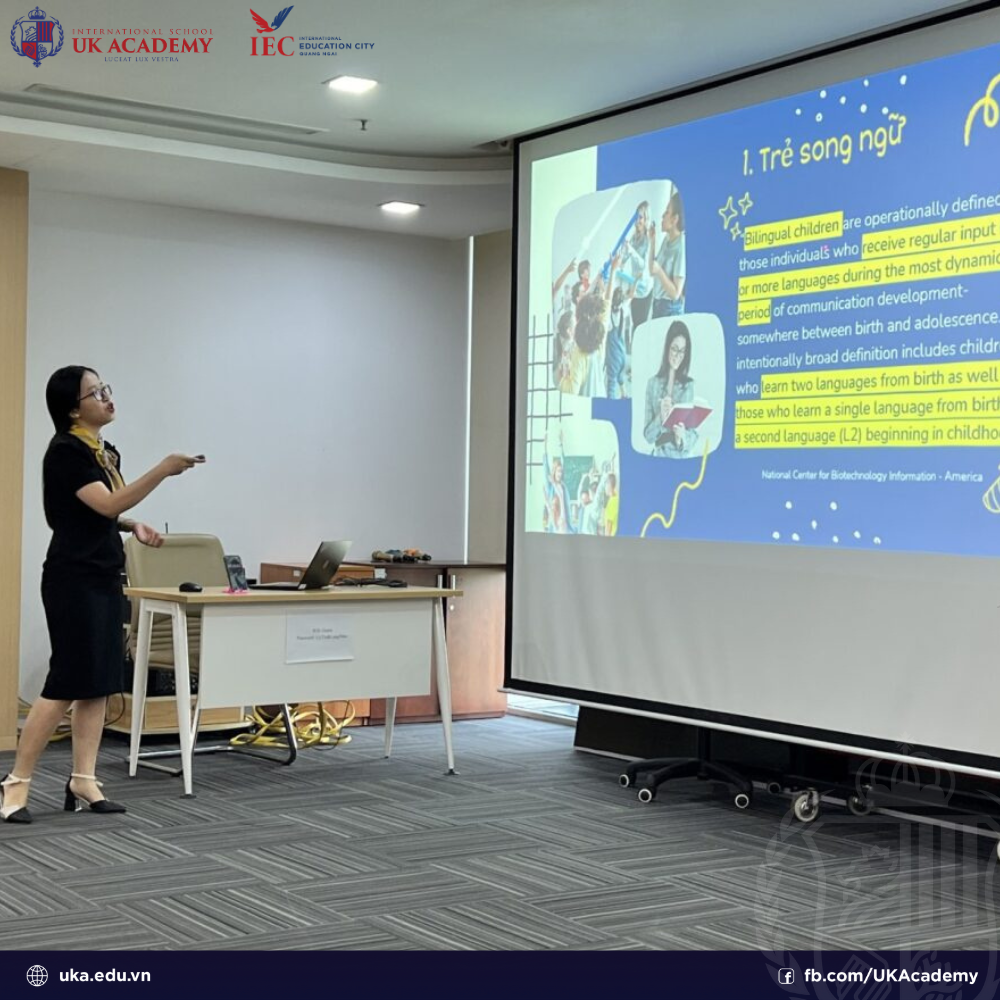 INTERNATIONAL SCHOOL
UK ACADEMY
LUCEAT LUX VESTRA
IEC INTERNATIONAL
EDUCATION CITY
QUANG NGAI
1. Trẻ song ngữ
Bilingual children are operationally defined
those individuals who receive regular input
or more languages during the most dynamic
period of communication development-
somewhere between birth and adolescence.
intentionally broad definition includes
who learn two languages from birth as well
those who learn a single language from birth
a second language (L2) beginning in
National Center for Biotechnology Information - America
uka.edu.vn
fb.com/UKAcademy